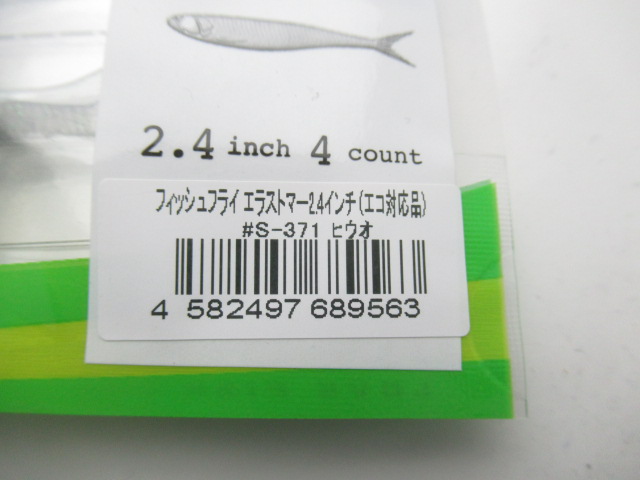 2.4 inch 4 count
フィッシュフライ エラストマー2.4インチ(エコ対応品)
#S-371 ヒウオ
4 582497 689563